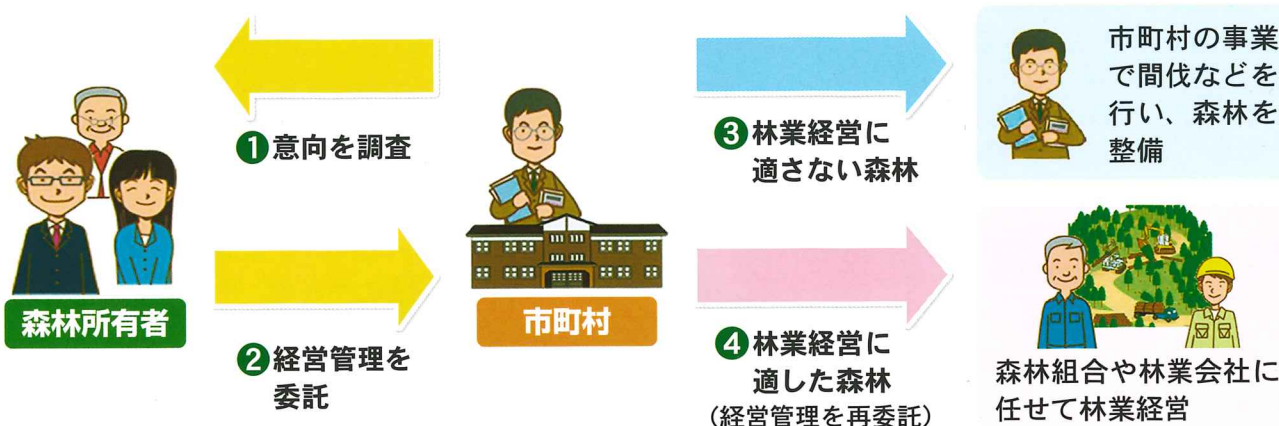 ❶意向を調査
森林所有者
❷経営管理を
委託
市町村
❸林業経営に
適さない森林
市町村の事業
で間伐などを
行い、森林を
整備
❹林業経営に
適した森林
（経営管理を再委託）
森林組合や林業会社に
任せて林業経営